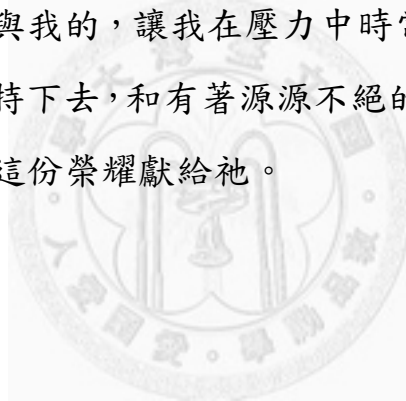 與我的，讓我在壓力中時常
持下去，和有著源源不絕的
這份榮耀獻給祂。